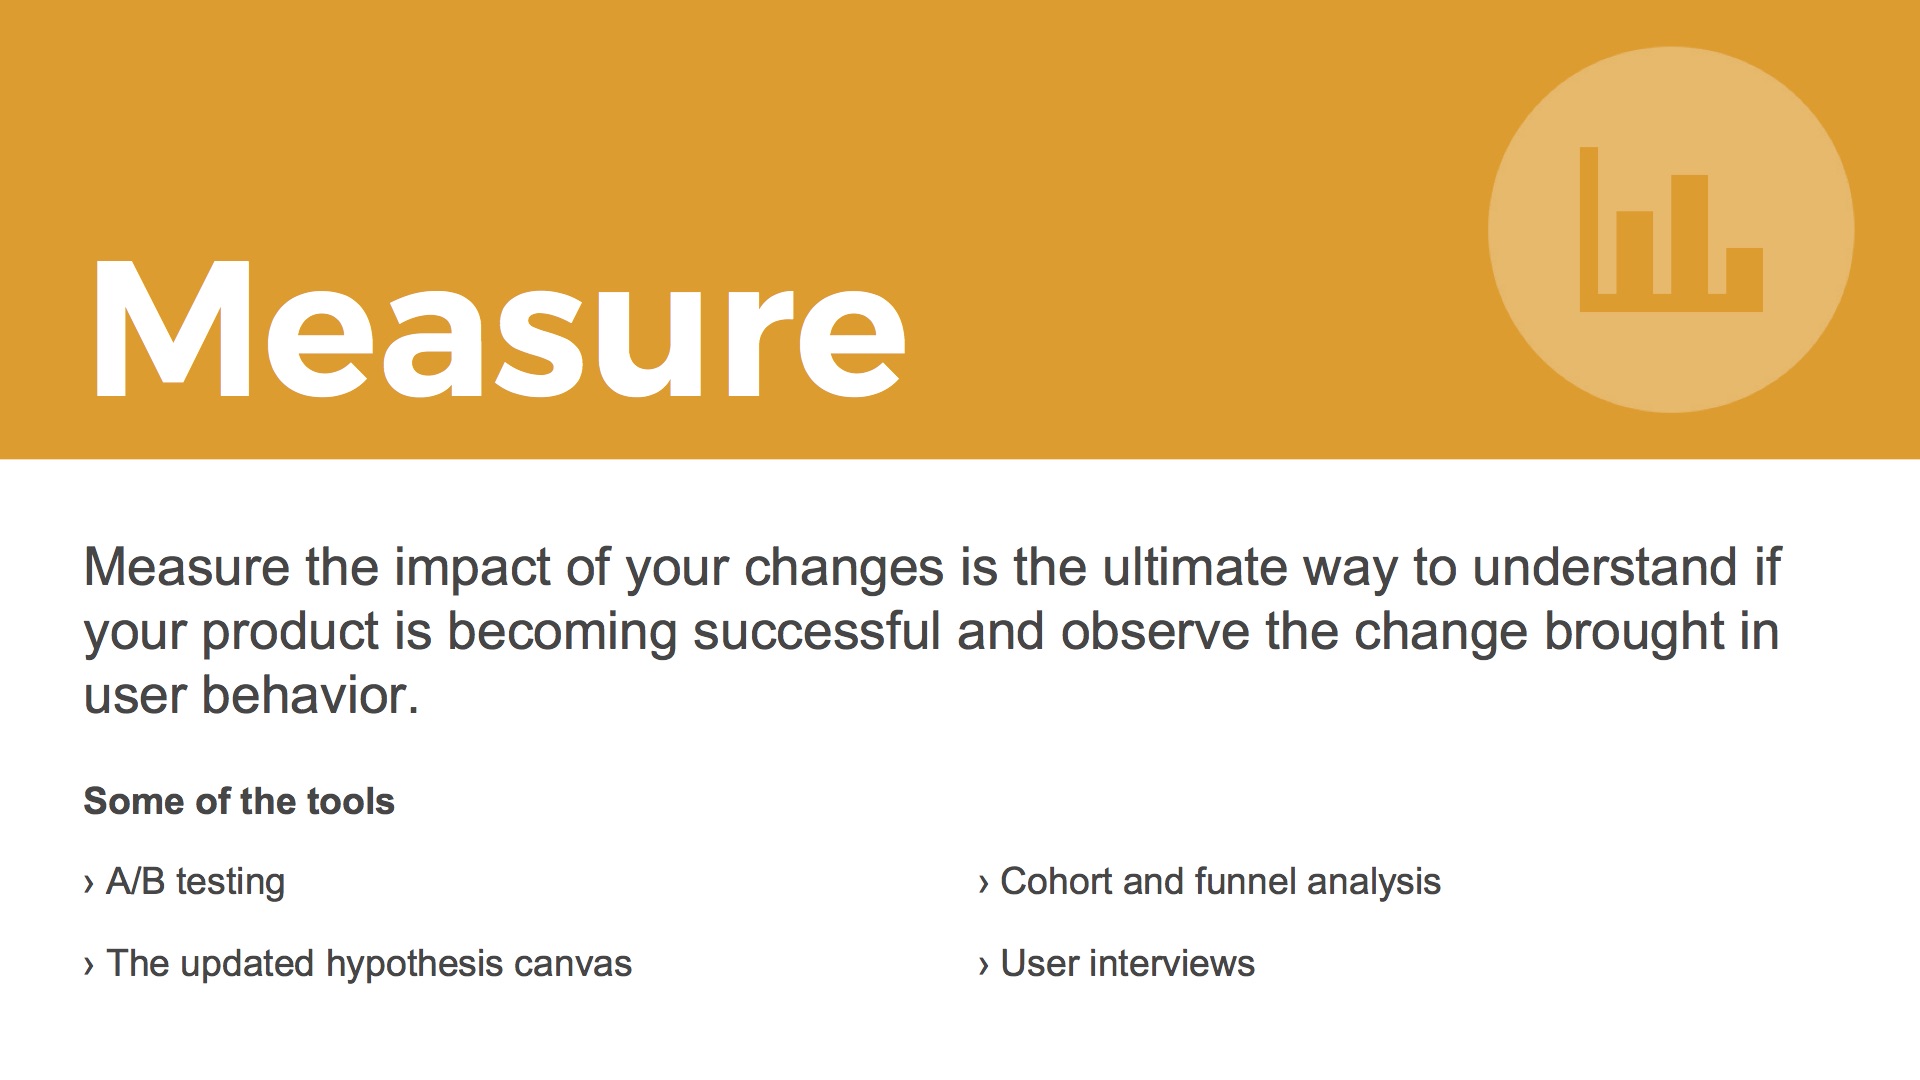 Measure
Measure the impact of your changes is the ultimate way to understand if
your product is becoming successful and observe the change brought in
user behavior.
Some of the tools
› A/B testing
› The updated hypothesis canvas
› Cohort and funnel analysis
› User interviews